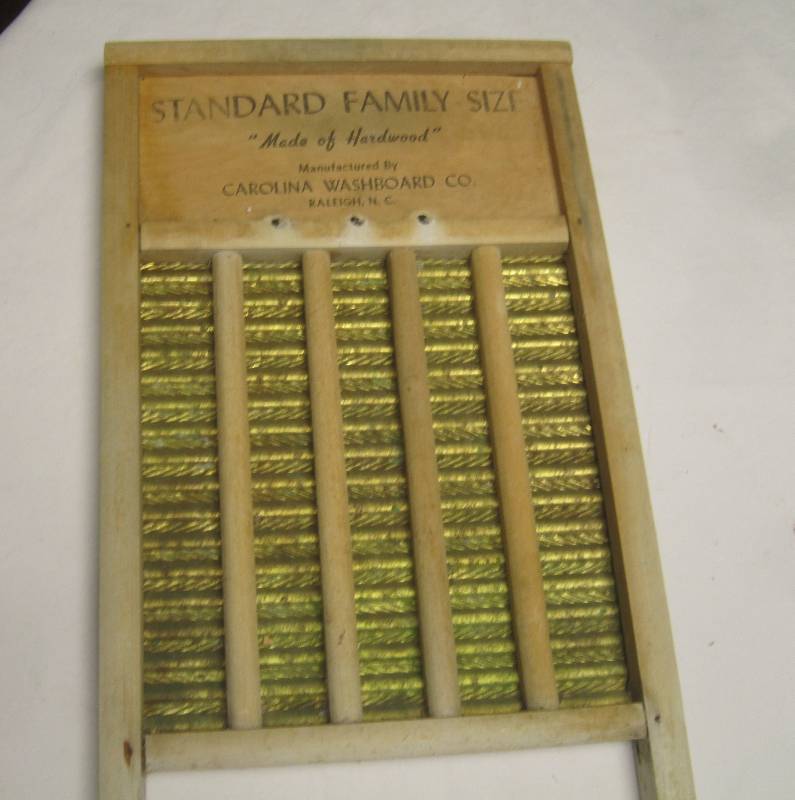 STANDARD FAMILY SIZE
"Made of Hardwood"
Manufactured By
CAROLINA WASHBOARD CO.
RALEIGH, N. C.